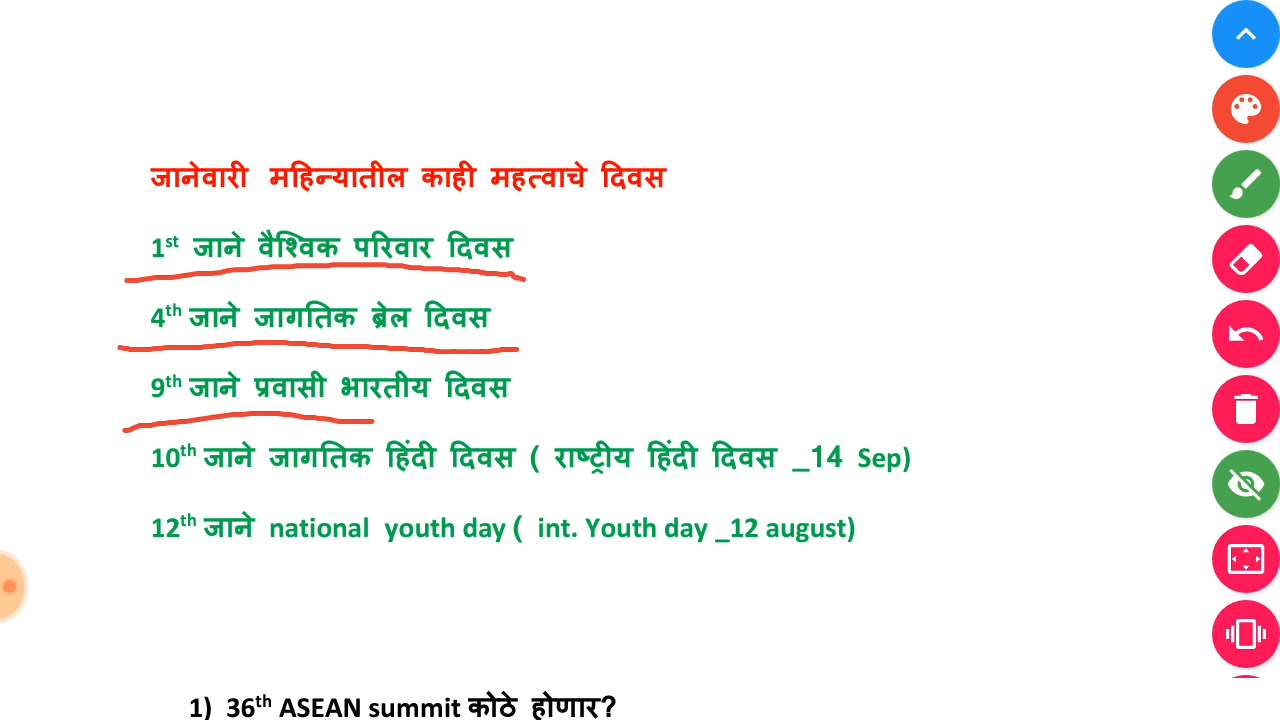 जानेवारी महिन्यातील काही महत्वाचे दिवस
1st जाने वैश्विक परिवार दिवस
4th जाने जागतिक ब्रेल दिवस
9th जाने प्रवासी भारतीय दिवस
10th जाने जागतिक हिंदी दिवस ( राष्ट्रीय हिंदी दिवस _14 Sep)
12th जाने national youth day ( int. Youth day _12 august)
1) 36th ASEAN summit कोठे होणार?